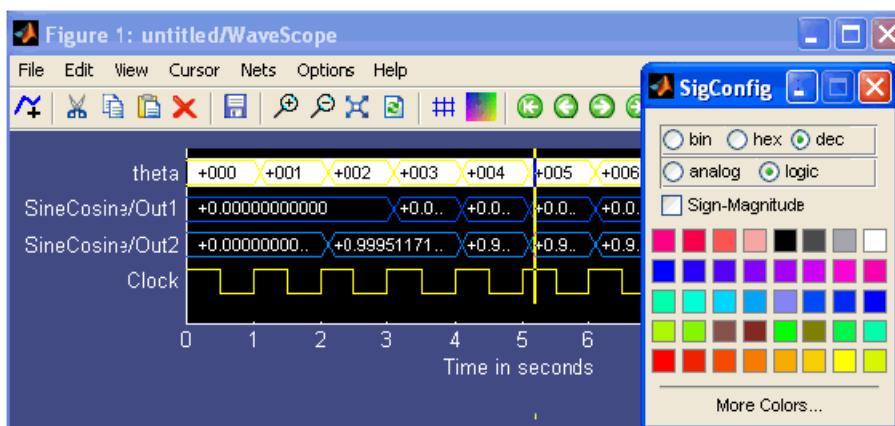 Figure 1: untitled/WaveScope
File Edit View Cursor Nets Options Help
SigConfig
bin hex dec
analog logic
Sign-Magnitude
theta +000 +001 +002 +003 +004 +005 +006
SineCosine/Out1 +0.00000000000 +0.0.. +0.0.. +0.0.. +0.0.
SineCosine/Out2 +0.00000000.. +0.99951171.. +0.9.. +0.9.. +0.9.
Clock
0 1 2 3 4 5 6
Time in seconds
More Colors...